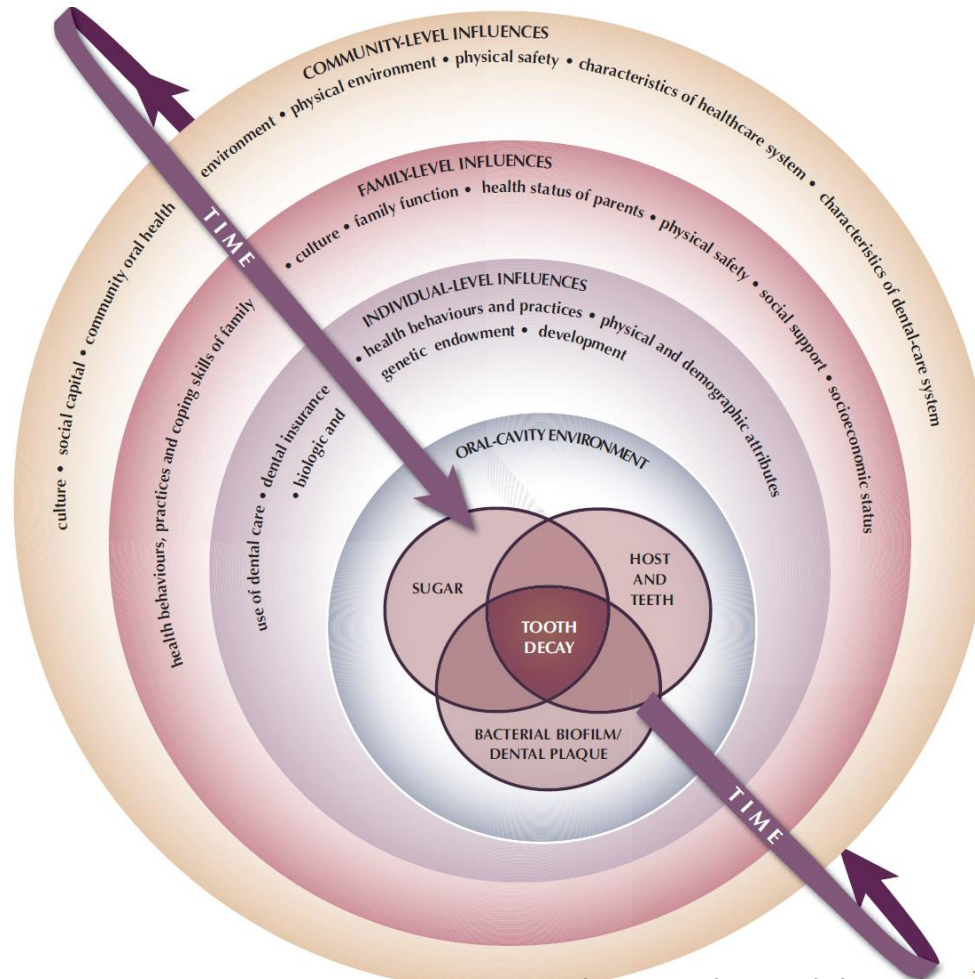 COMMUNITY-LEVEL INFLUENCES
culture • social capital • community oral health environment • physical environment • physical safety • characteristics of healthcare system • characteristics of dental-care system
FAMILY-LEVEL INFLUENCES
health behaviours, practices and coping skills of family • culture • family function • health status of parents • physical safety • social support • socioeconomic status
INDIVIDUAL-LEVEL INFLUENCES
use of dental care • dental insurance • health behaviours and practices • physical and demographic attributes
• biologic and genetic endowment • development
ORAL-CAVITY ENVIRONMENT
TIME
SUGAR
HOST
AND
TEETH
TOOTH
DECAY
BACTERIAL BIOFILM/
DENTAL PLAQUE
TIME